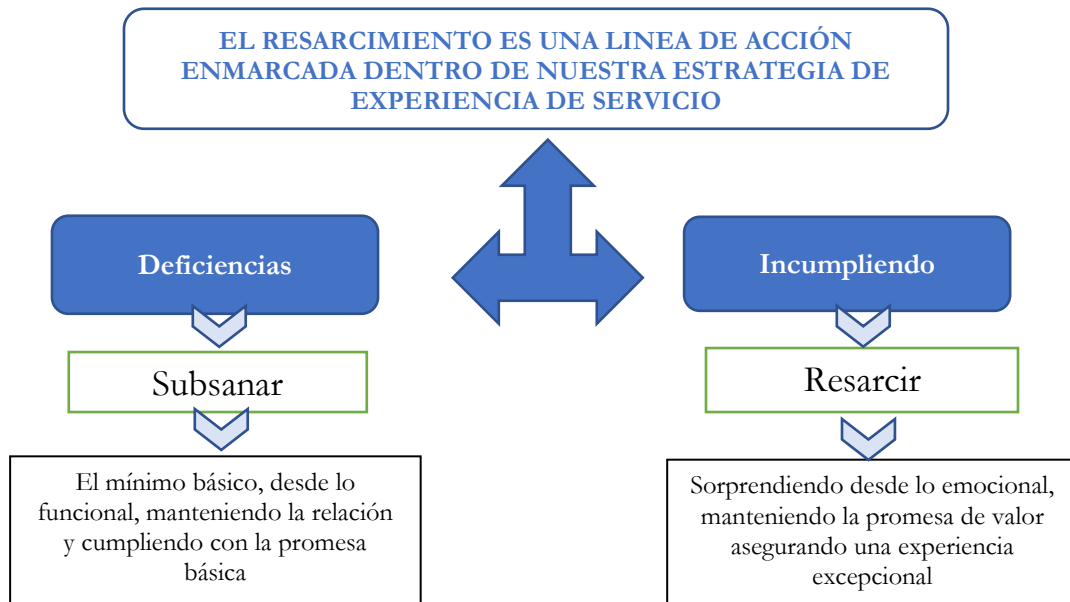 EL RESARCIMIENTO ES UNA LINEA DE ACCIÓN
ENMARCADA DENTRO DE NUESTRA ESTRATEGIA DE
EXPERIENCIA DE SERVICIO
Deficiencias
Subsanar
El mínimo básico, desde lo
funcional, manteniendo la relación
y cumpliendo con la promesa
básica
Incumpliendo
Resarcir
Sorprendiendo desde lo emocional,
manteniendo la promesa de valor
asegurando una experiencia
excepcional